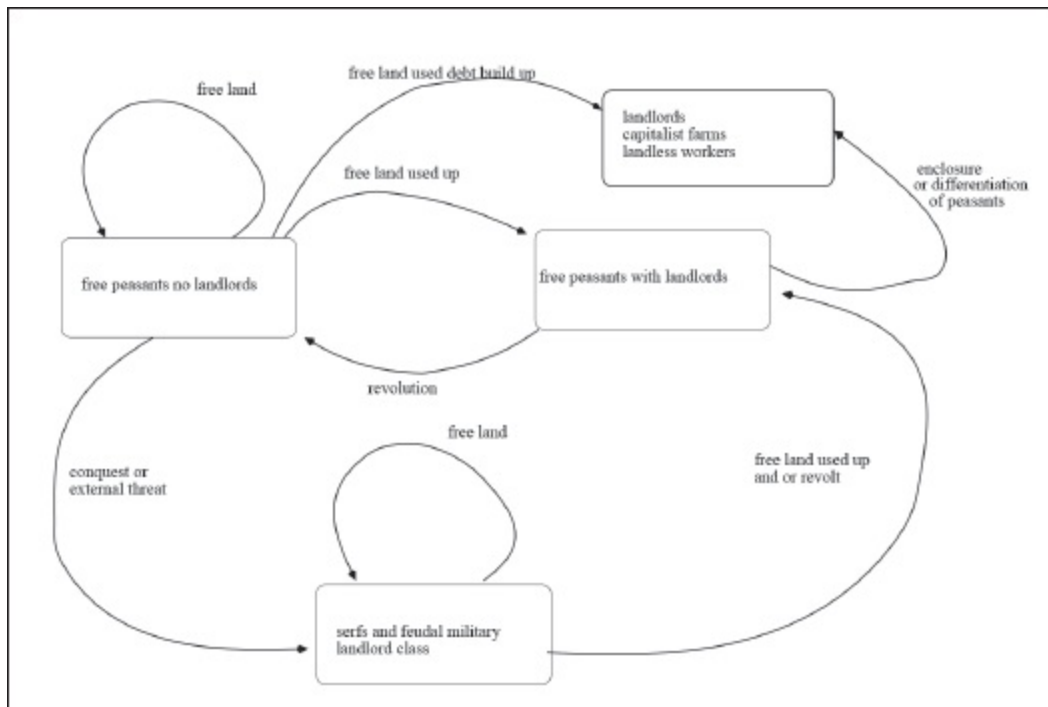 free land used debt build up
free land
landlords
capitalist farms
landless workers
free land used up
enclosure
or differentiation
of peasants
free peasants no landlords
free peasants with landlords
revolution
free land
conquest or
external threat
free land used up
and or revolt
serfs and feudal military
landlord class